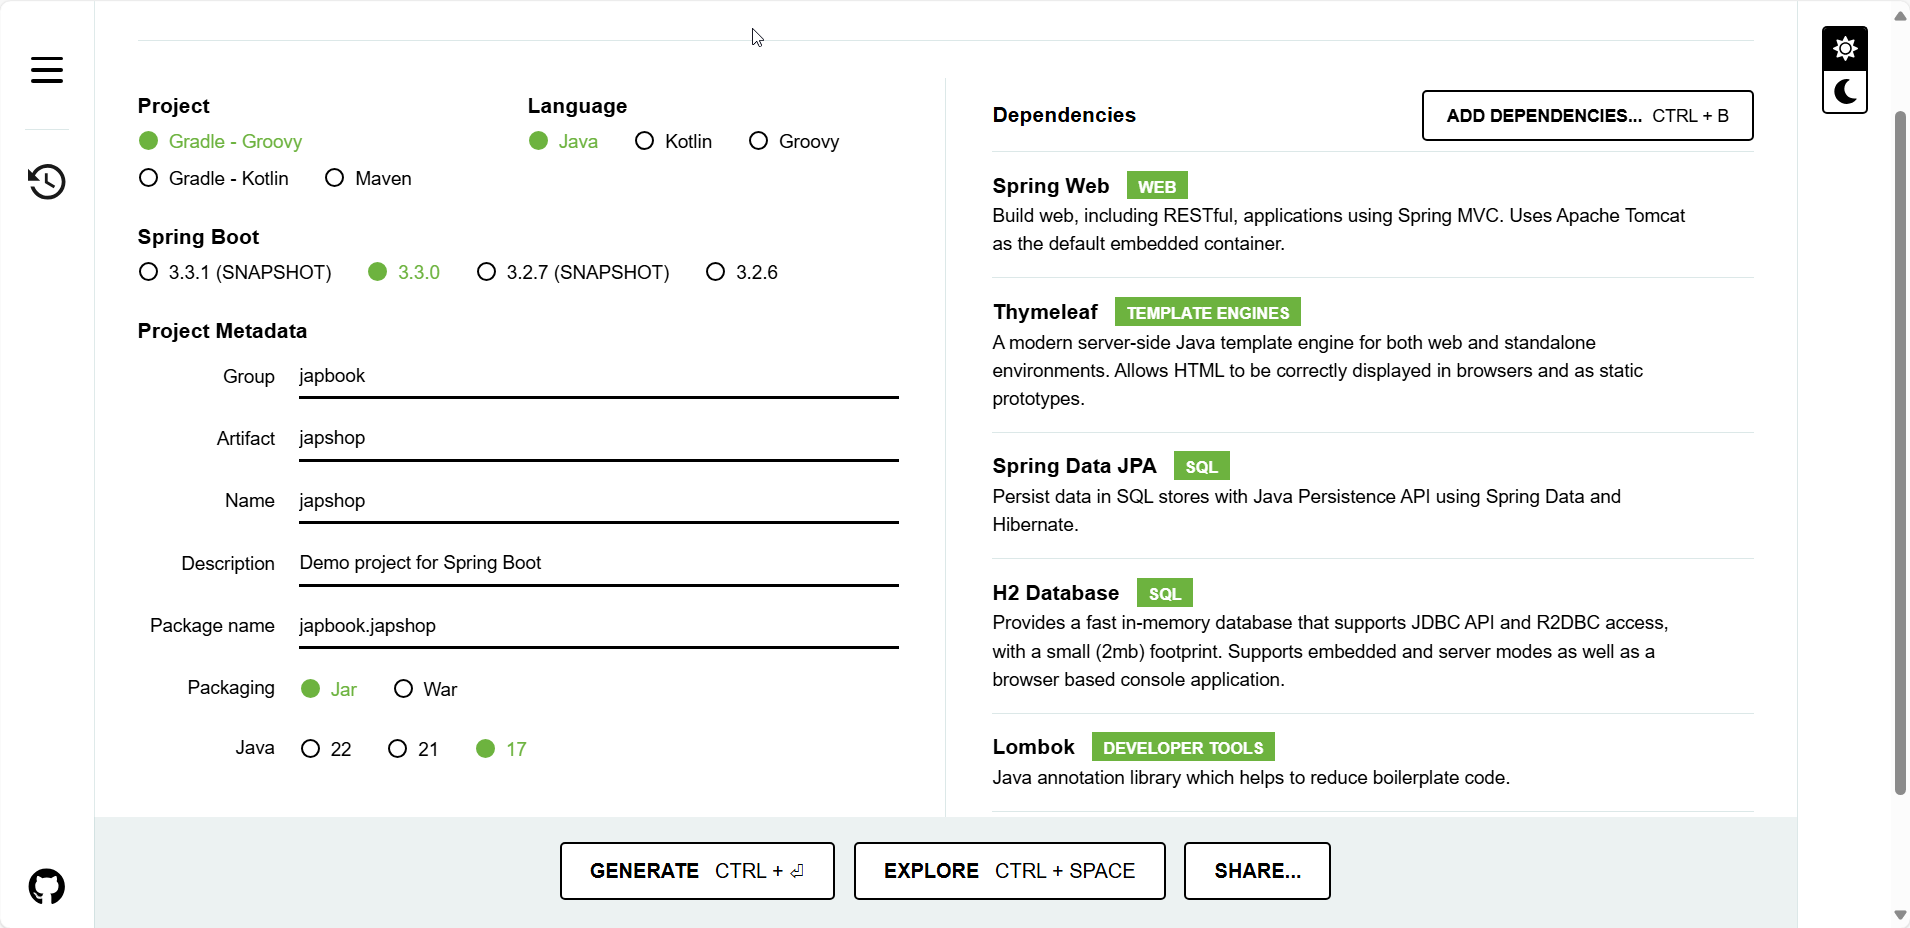 Project
Gradle - Groovy
Gradle - Kotlin Maven
Language
Java Kotlin Groovy
Spring Boot
3.3.1 (SNAPSHOT) 3.3.0 3.2.7 (SNAPSHOT) 3.2.6
Project Metadata
Group japbook
Artifact japshop
Name japshop
Description Demo project for Spring Boot
Package name japbook.japshop
Packaging Jar War
Java 22 21 17
Dependencies ADD DEPENDENCIES... CTRL + B
Spring Web WEB
Build web, including RESTful, applications using Spring MVC. Uses Apache Tomcat
as the default embedded container.
Thymeleaf TEMPLATE ENGINES
A modern server-side Java template engine for both web and standalone
environments. Allows HTML to be correctly displayed in browsers and as static
prototypes.
Spring Data JPA SQL
Persist data in SQL stores with Java Persistence API using Spring Data and
Hibernate.
H2 Database SQL
Provides a fast in-memory database that supports JDBC API and R2DBC access,
with a small (2mb) footprint. Supports embedded and server modes as well as a
browser based console application.
Lombok DEVELOPER TOOLS
Java annotation library which helps to reduce boilerplate code.
GENERATE CTRL + ⏎ EXPLORE CTRL + SPACE SHARE...